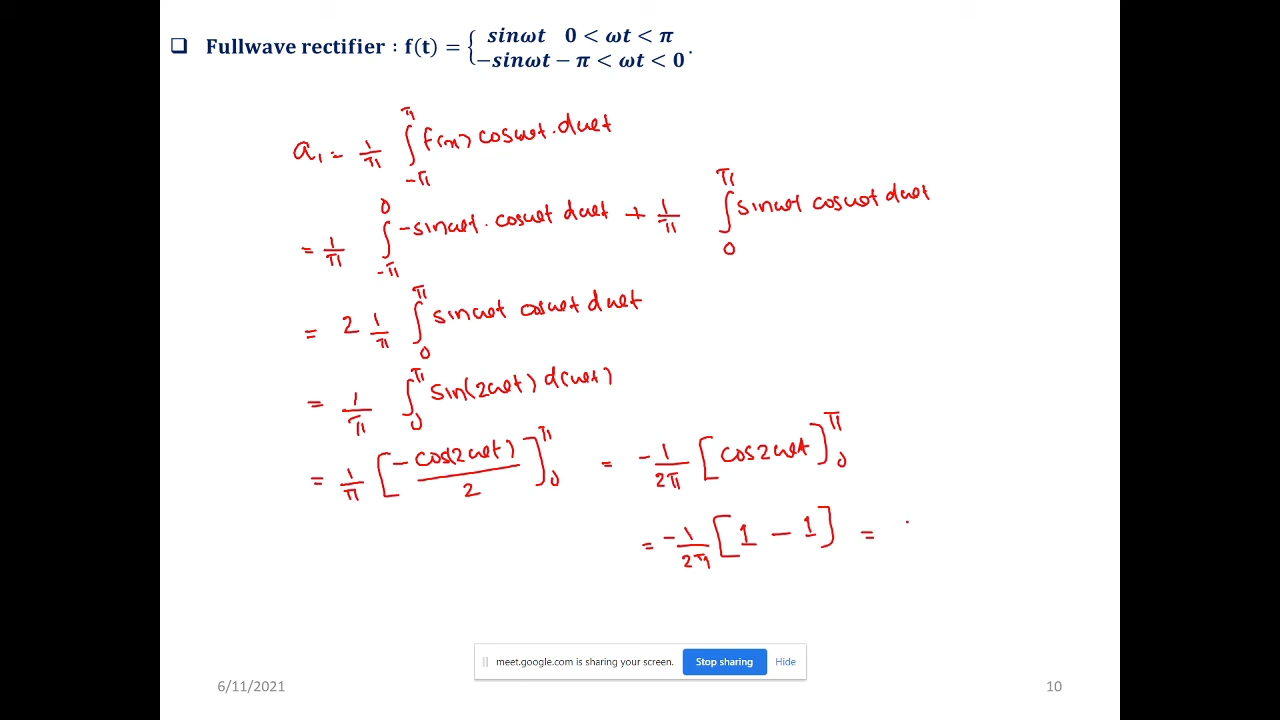 ❑ Fullwave rectifier : f(t) = { sinωt 0 < ωt < π
−sinωt − π < ωt < 0 .
a₁ = 1/π ∫_{-π}^{π} f(x) cosωt . dωt
= 1/π ∫_{-π}^{0} -sinωt . cosωt dωt + 1/π ∫_{0}^{π} sinωt cosωt dωt
= 2 1/π ∫_{0}^{π} sinωt cosωt dωt
= 1/π ∫_{0}^{π} sin(2ωt) d(ωt)
= 1/π [ -cos(2ωt)/2 ]_{0}^{π} = -1/2π [ cos2ωt ]_{0}^{π}
= -1/2π [ 1 - 1 ] =
meet.google.com is sharing your screen. Stop sharing Hide
6/11/2021 10